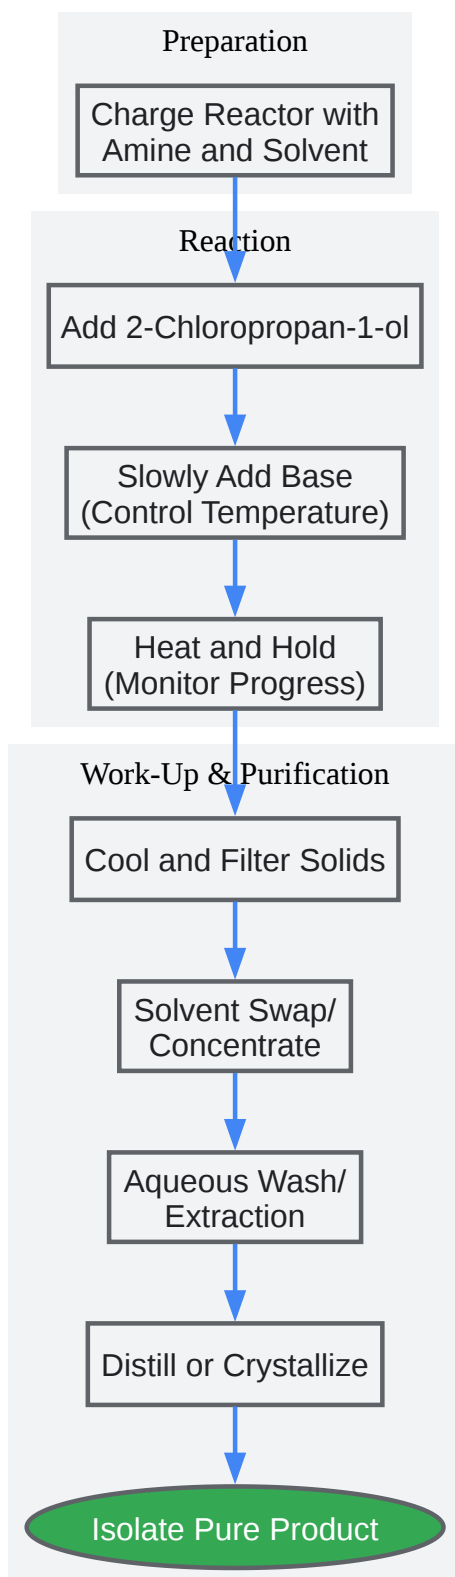 Preparation
Charge Reactor with
Amine and Solvent
Reaction
Add 2-Chloropropan-1-ol
Slowly Add Base
(Control Temperature)
Heat and Hold
(Monitor Progress)
Work-Up & Purification
Cool and Filter Solids
Solvent Swap/
Concentrate
Aqueous Wash/
Extraction
Distill or Crystallize
Isolate Pure Product